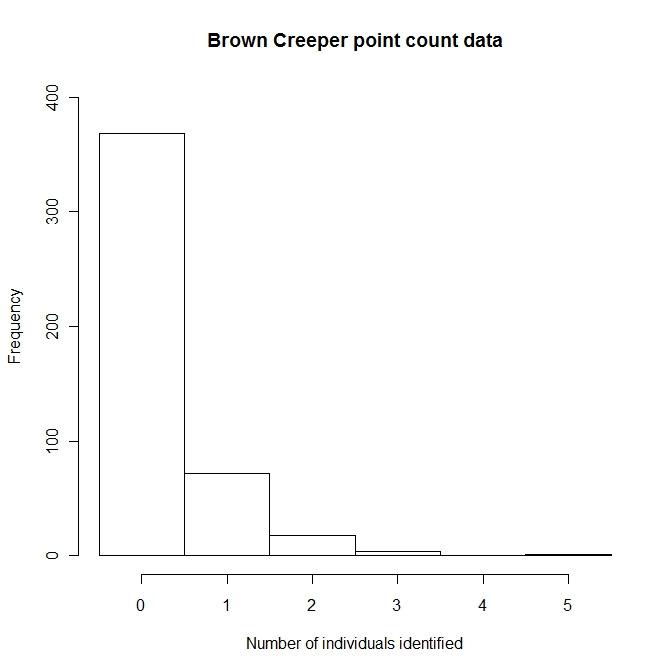 Brown Creeper point count data
400
300
200
100
0
Frequency
0 1 2 3 4 5
Number of individuals identified